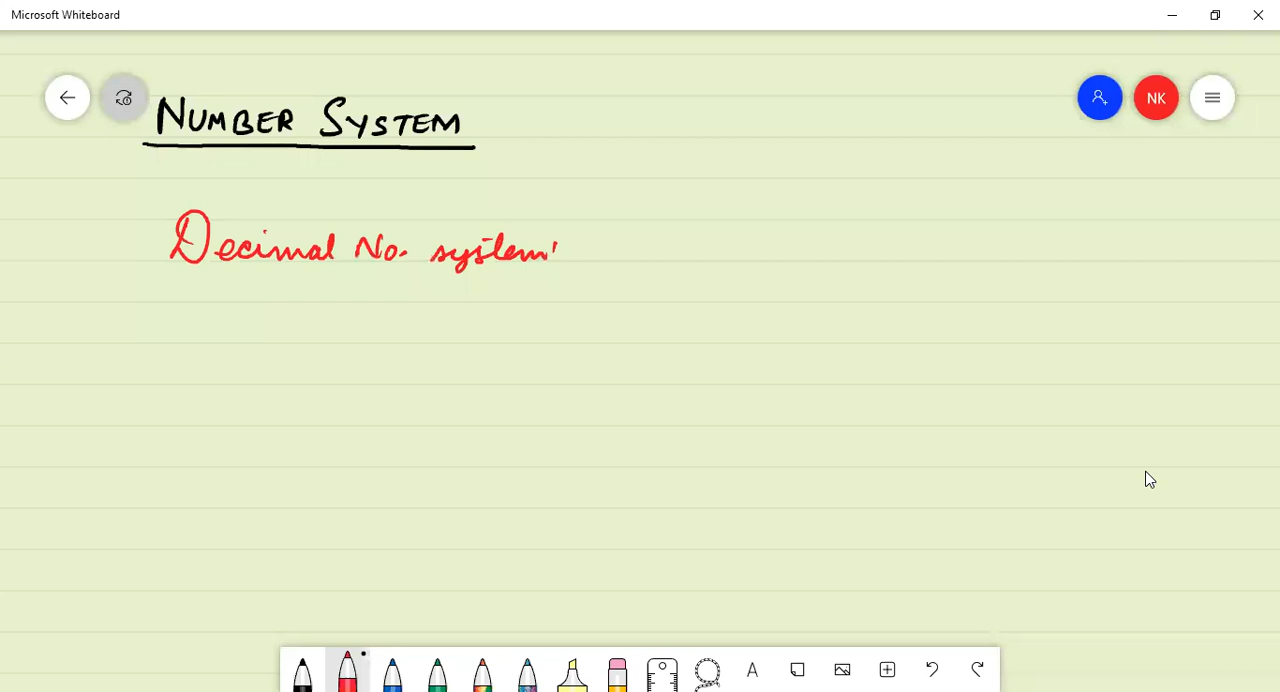 Microsoft Whiteboard
NUMBER SYSTEM
NK
Decimal No. system
A